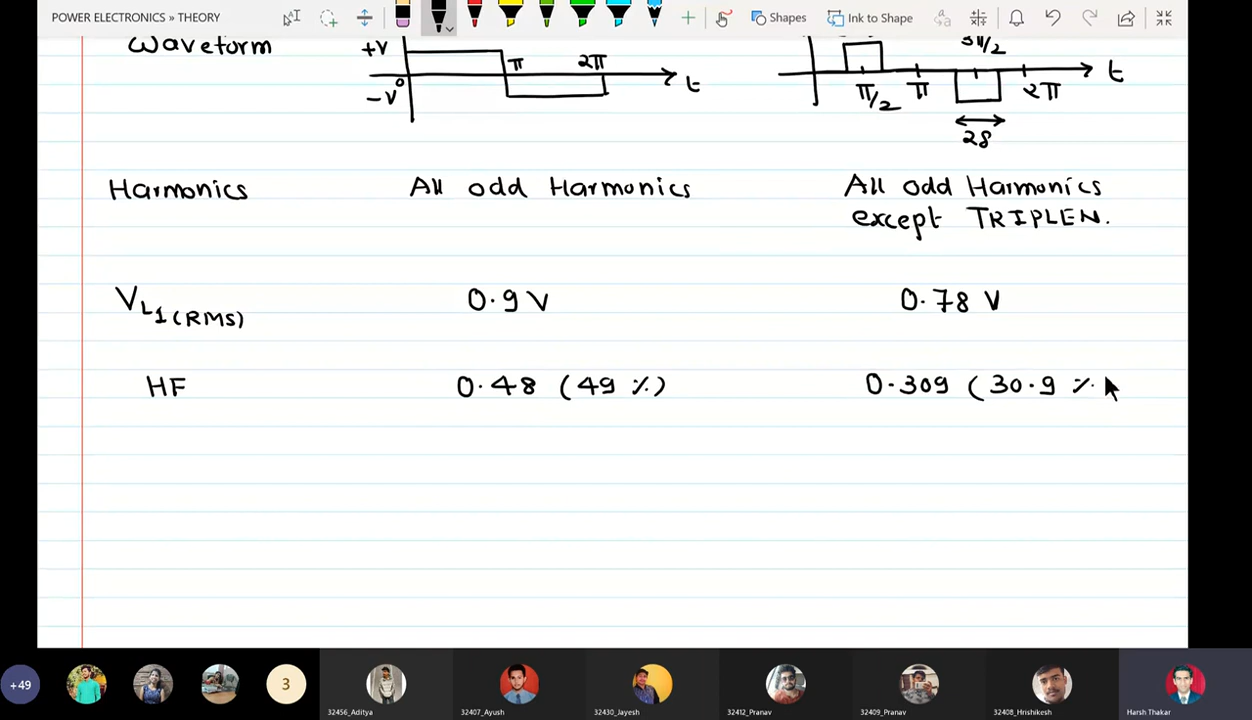 POWER ELECTRONICS » THEORY
Shapes
Ink to Shape
Waveform
+V
π
2π
t
-V
0
3π/2
t
π/2
π
2π
2δ
Harmonics
All odd Harmonics
All odd Harmonics
except TRIPLEN.
VL1(RMS)
0.9 V
0.78 V
HF
0.48 (49 %)
0.309 (30.9 %
+49
3
32456_Aditya
32407_Ayush
32430_Jayesh
32412_Pranav
32409_Pranav
32408_Hrishikesh
Harsh Thakar